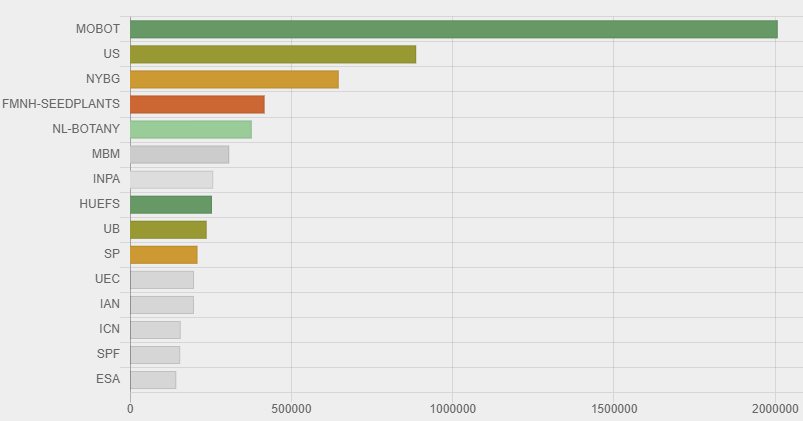 MOBOT
US
NYBG
FMNH-SEEDPLANTS
NL-BOTANY
MBM
INPA
HUEFS
UB
SP
UEC
IAN
ICN
SPF
ESA
0 500000 1000000 1500000 2000000